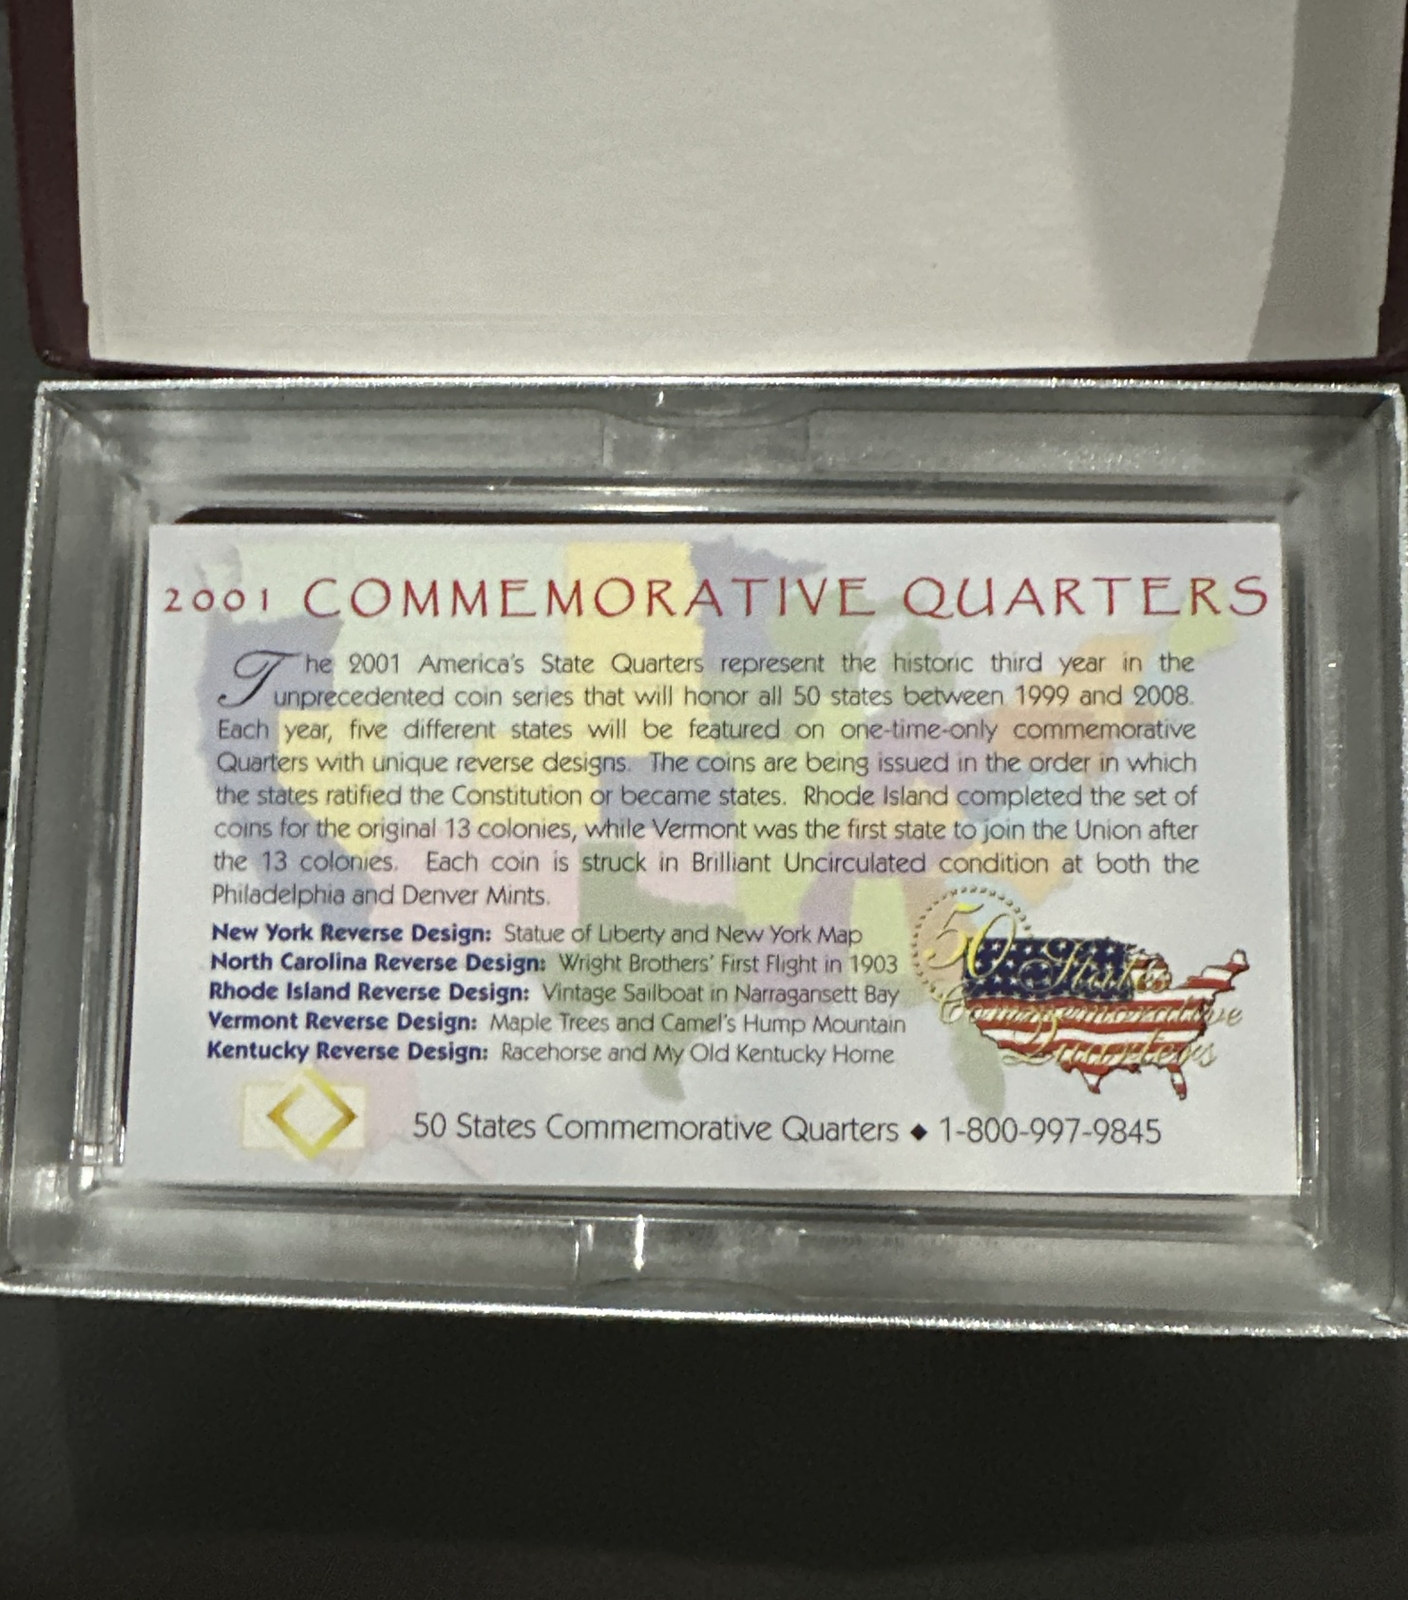 2001 COMMEMORATIVE QUARTERS
The 2001 America's State Quarters represent the historic third year in the
unprecedented coin series that will honor all 50 states between 1999 and 2008.
Each year, five different states will be featured on one-time-only commemorative
Quarters with unique reverse designs. The coins are being issued in the order in which
the states ratified the Constitution or became states. Rhode Island completed the set of
coins for the original 13 colonies, while Vermont was the first state to join the Union after
the 13 colonies. Each coin is struck in Brilliant Uncirculated condition at both the
Philadelphia and Denver Mints.
New York Reverse Design: Statue of Liberty and New York Map
North Carolina Reverse Design: Wright Brothers' First Flight in 1903
Rhode Island Reverse Design: Vintage Sailboat in Narragansett Bay
Vermont Reverse Design: Maple Trees and Camel's Hump Mountain
Kentucky Reverse Design: Racehorse and My Old Kentucky Home
50 States
Commemorative
Quarters
50 States Commemorative Quarters ◆ 1-800-997-9845